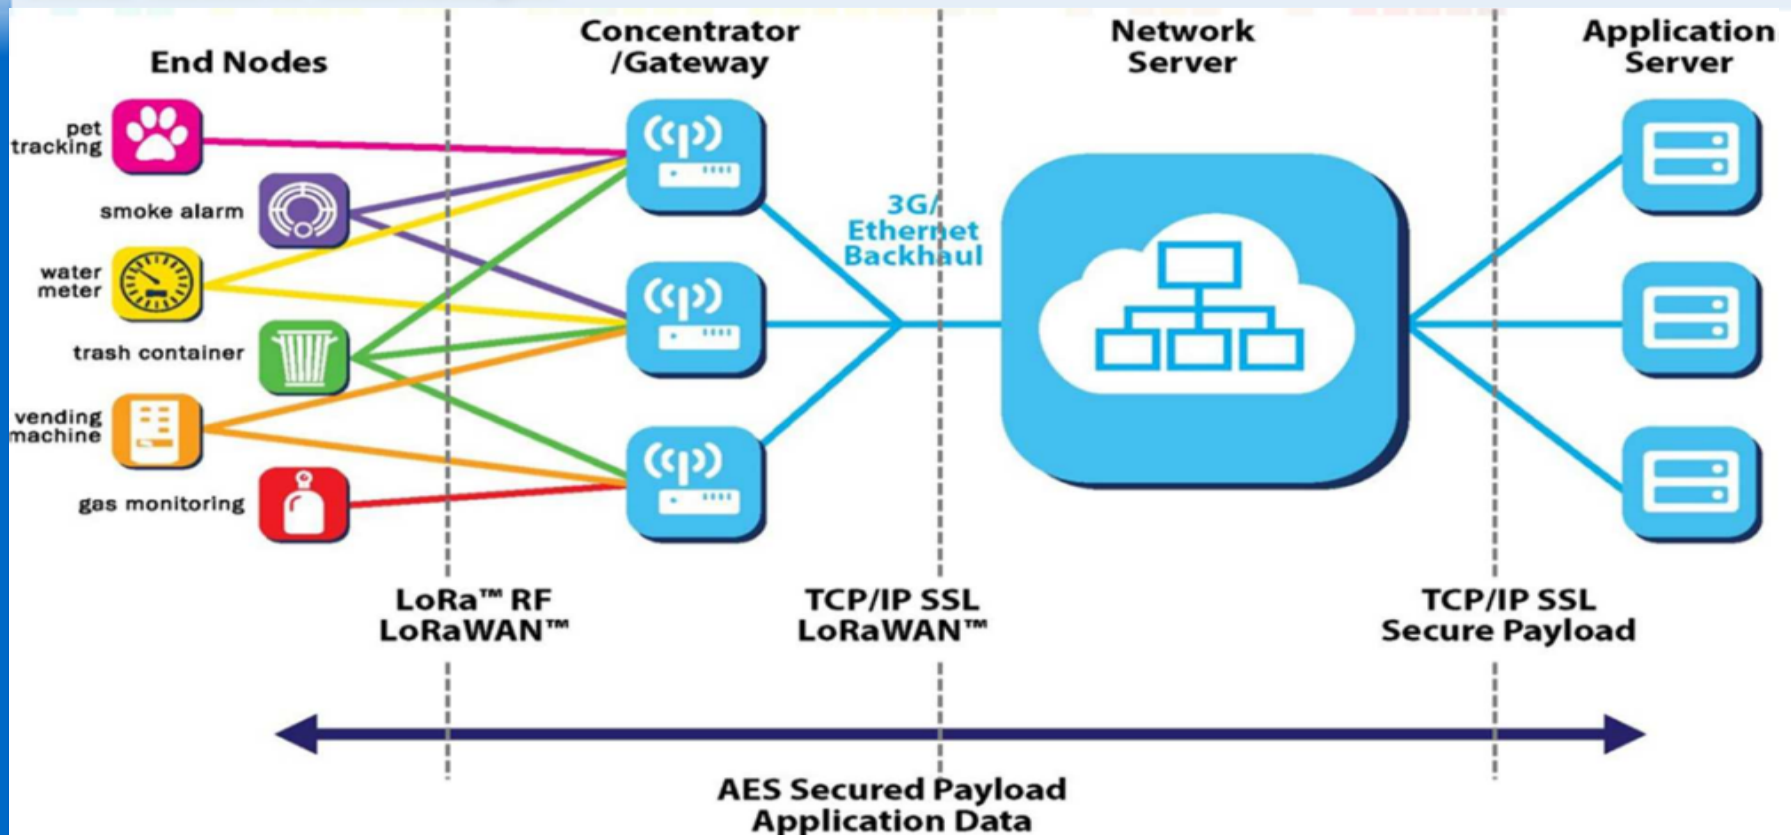 End Nodes
Concentrator
/Gateway
Network
Server
Application
Server
pet
tracking
smoke alarm
water
meter
trash container
vending
machine
gas monitoring
3G/
Ethernet
Backhaul
LoRa™ RF
LoRaWAN™
TCP/IP SSL
LoRaWAN™
TCP/IP SSL
Secure Payload
AES Secured Payload
Application Data